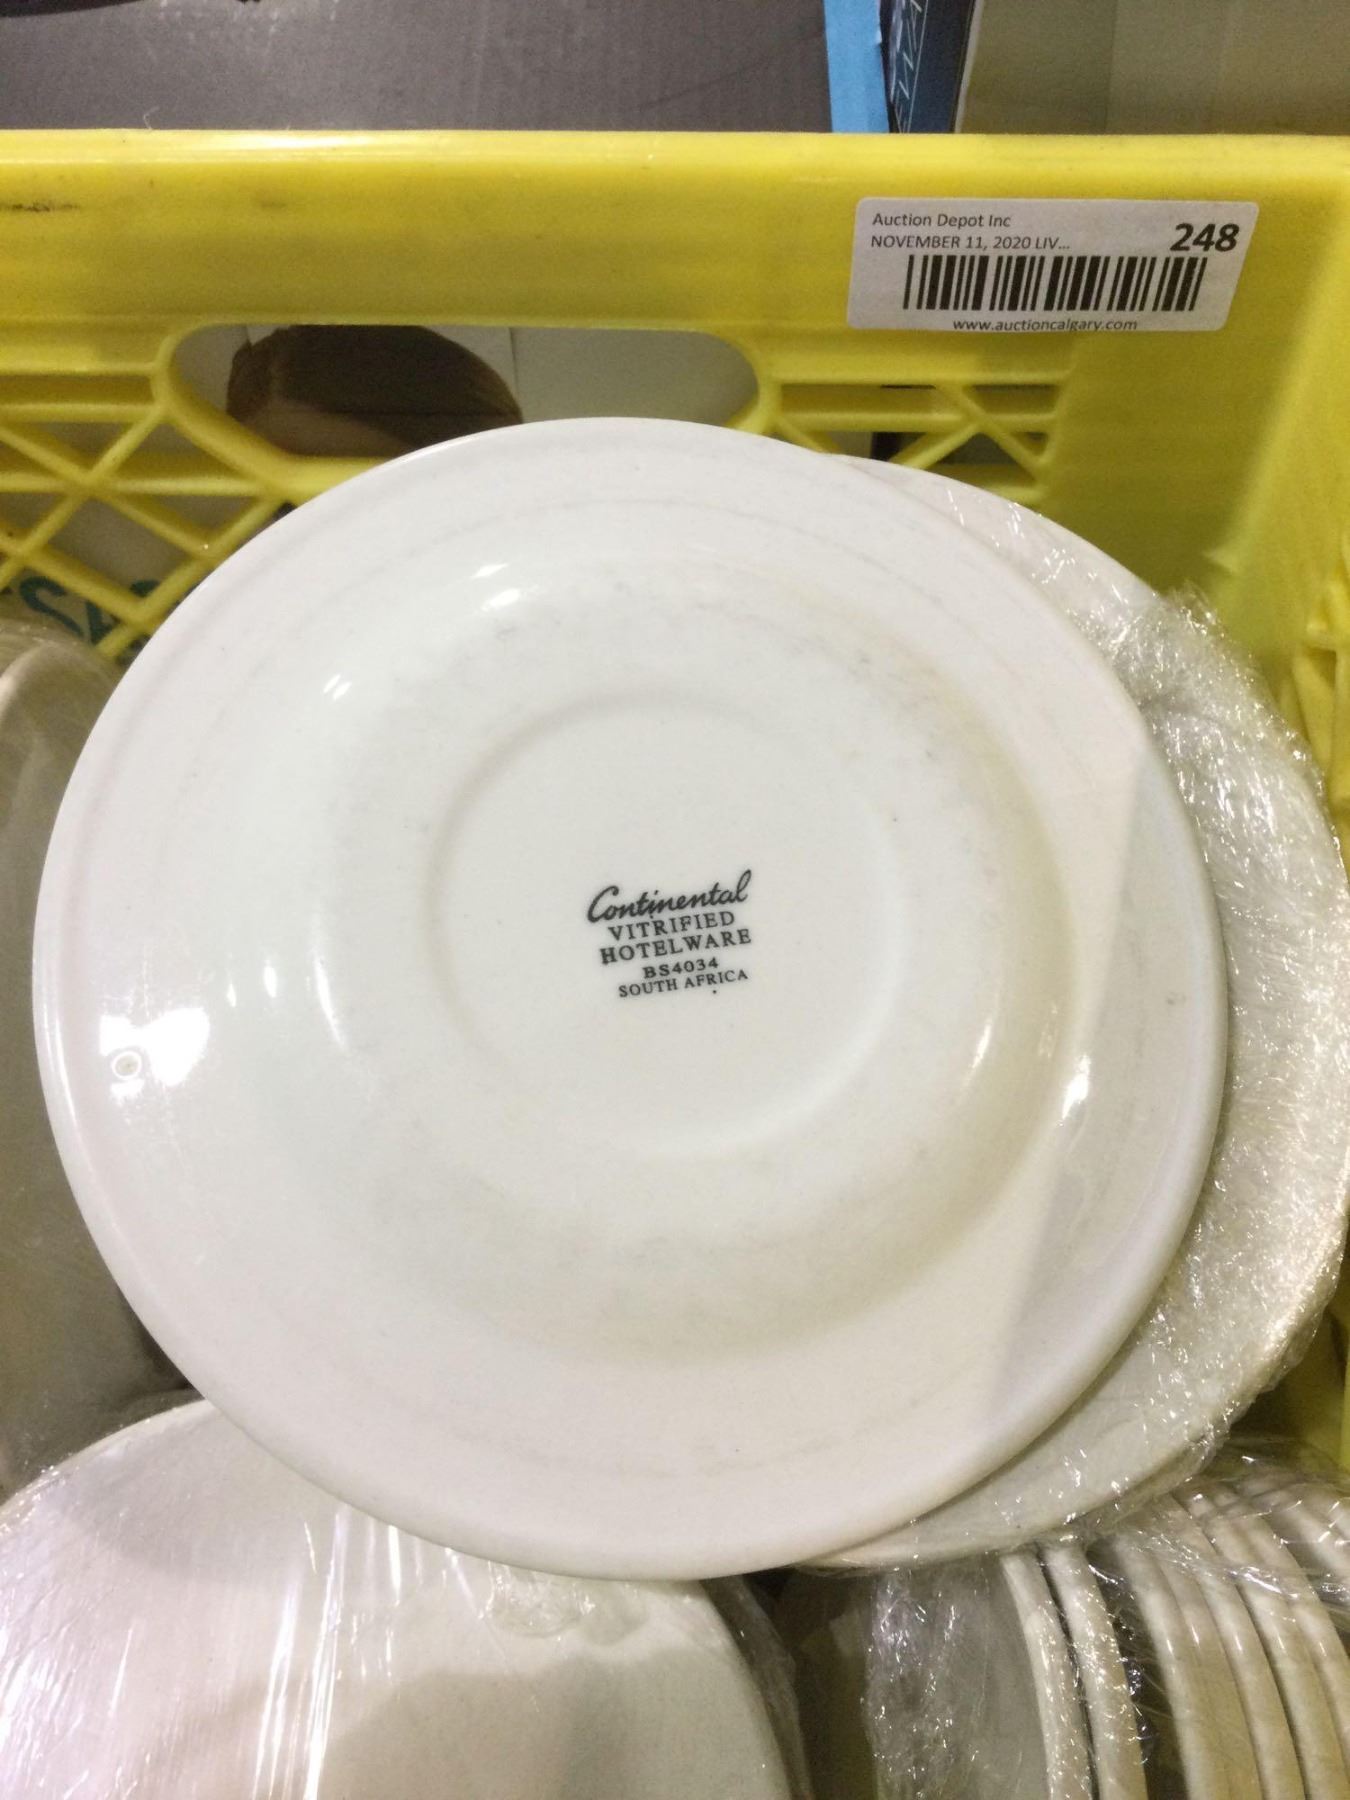 Auction Depot Inc
248
NOVEMBER 11, 2020 LIV...
www.auctioncalgary.com
Continental
VITRIFIED
HOTELWARE
BS4034
SOUTH AFRICA